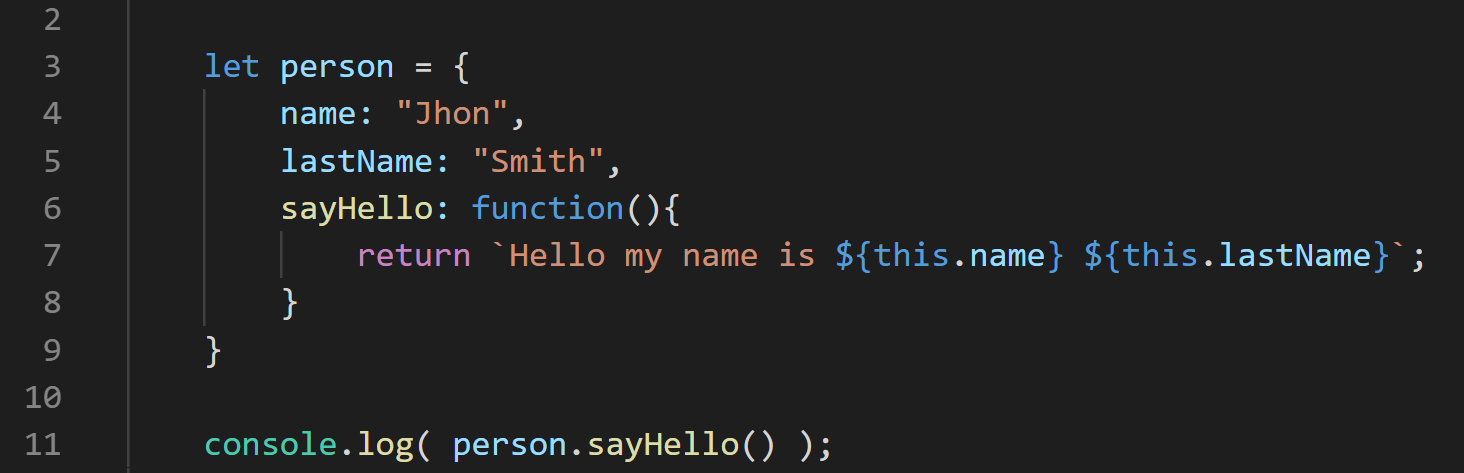 2
3 let person = {
4 name: "Jhon",
5 lastName: "Smith",
6 sayHello: function(){
7 return `Hello my name is ${this.name} ${this.lastName}`;
8 }
9 }
10
11 console.log( person.sayHello() );